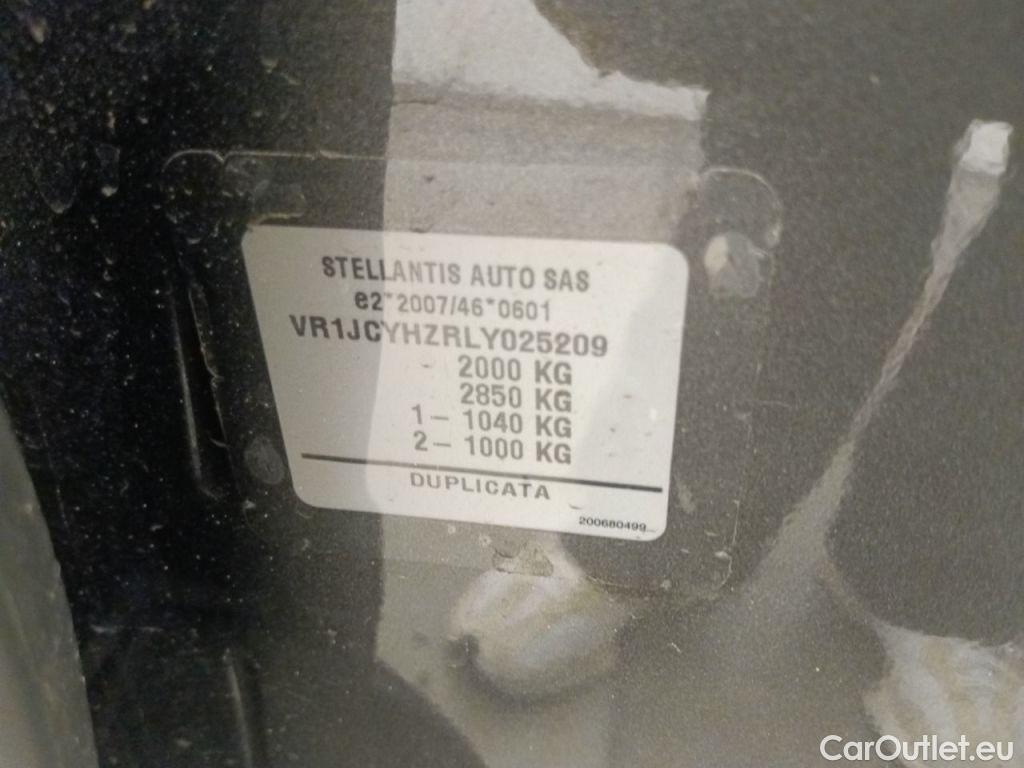 STELLANTIS AUTO SAS
e2*2007/46*0601
VR1JCYHZRLY025209
- 2000 KG
2850 KG
1 - 1040 KG
2 - 1000 KG
DUPLICATA
200680499
CarOutlet.eu